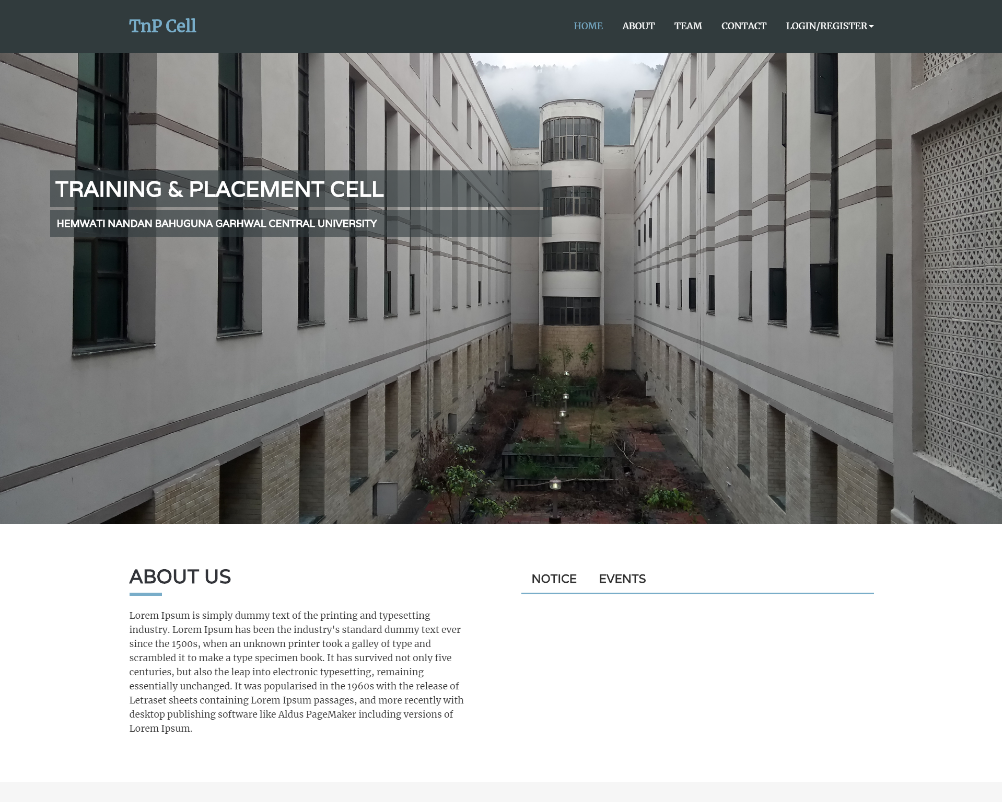 TnP Cell
HOME ABOUT TEAM CONTACT LOGIN/REGISTER
TRAINING & PLACEMENT CELL
HEMWATI NANDAN BAHUGUNA GARHWAL CENTRAL UNIVERSITY
ABOUT US
Lorem Ipsum is simply dummy text of the printing and typesetting
industry. Lorem Ipsum has been the industry's standard dummy text ever
since the 1500s, when an unknown printer took a galley of type and
scrambled it to make a type specimen book. It has survived not only five
centuries, but also the leap into electronic typesetting, remaining
essentially unchanged. It was popularised in the 1960s with the release of
Letraset sheets containing Lorem Ipsum passages, and more recently with
desktop publishing software like Aldus PageMaker including versions of
Lorem Ipsum.
NOTICE EVENTS